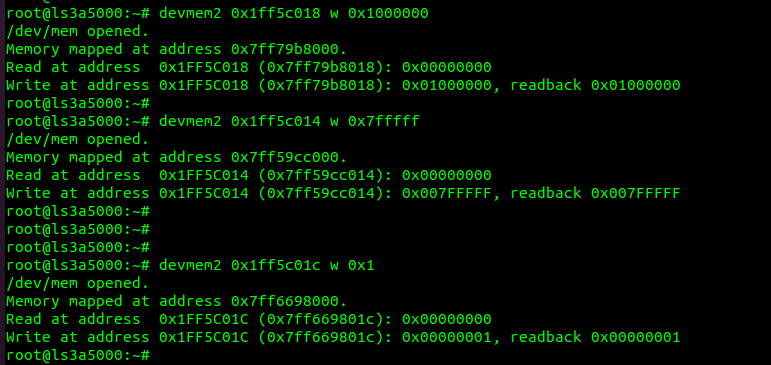 root@ls3a5000:~# devmem2 0x1ff5c018 w 0x1000000
/dev/mem opened.
Memory mapped at address 0x7ff79b8000.
Read at address  0x1FF5C018 (0x7ff79b8018): 0x00000000
Write at address 0x1FF5C018 (0x7ff79b8018): 0x01000000, readback 0x01000000
root@ls3a5000:~#
root@ls3a5000:~# devmem2 0x1ff5c014 w 0x7fffff
/dev/mem opened.
Memory mapped at address 0x7ff59cc000.
Read at address  0x1FF5C014 (0x7ff59cc014): 0x00000000
Write at address 0x1FF5C014 (0x7ff59cc014): 0x007FFFFF, readback 0x007FFFFF
root@ls3a5000:~#
root@ls3a5000:~#
root@ls3a5000:~#
root@ls3a5000:~# devmem2 0x1ff5c01c w 0x1
/dev/mem opened.
Memory mapped at address 0x7ff6698000.
Read at address  0x1FF5C01C (0x7ff669801c): 0x00000000
Write at address 0x1FF5C01C (0x7ff669801c): 0x00000001, readback 0x00000001
root@ls3a5000:~#